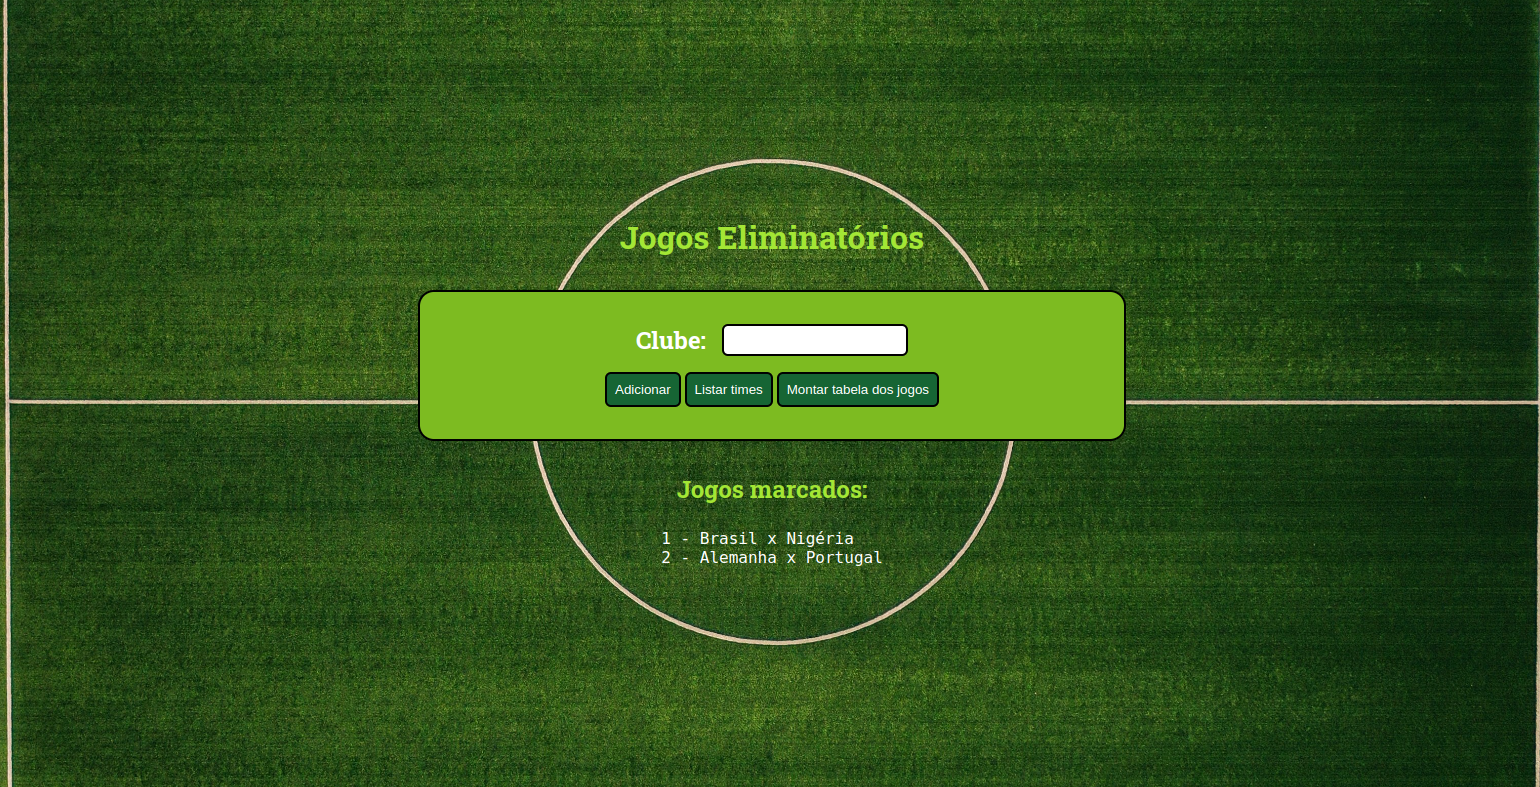 Jogos Eliminatórios
Clube:
Adicionar Listar times Montar tabela dos jogos
Jogos marcados:
1 - Brasil x Nigéria
2 - Alemanha x Portugal